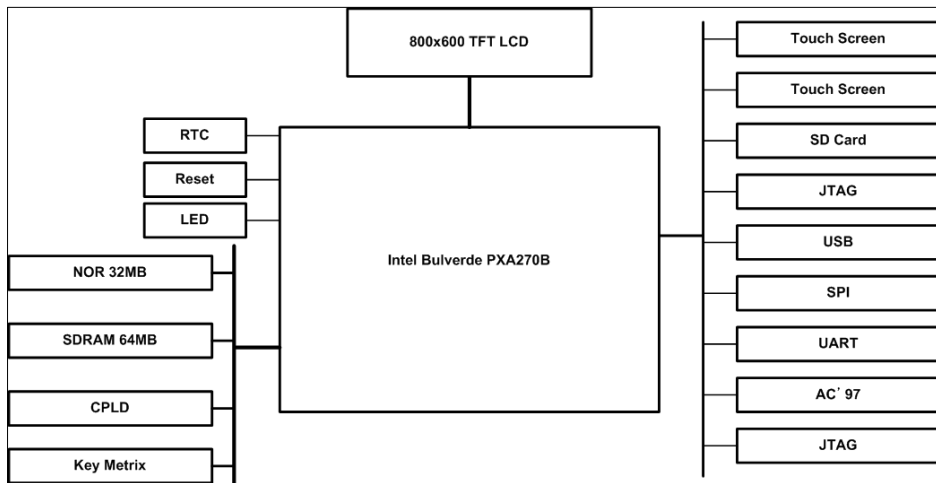 800x600 TFT LCD
RTC
Reset
LED
NOR 32MB
SDRAM 64MB
CPLD
Key Metrix
Intel Bulverde PXA270B
Touch Screen
Touch Screen
SD Card
JTAG
USB
SPI
UART
AC' 97
JTAG